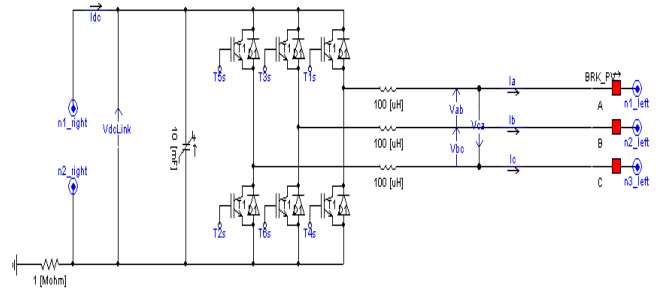 Idc
n1_right
n2_right
VdcLink
10 [mF]
1 [Mohm]
T5s
T3s
T1s
T2s
T6s
T4s
100 [uH]
100 [uH]
100 [uH]
Vab
Vbc
Vca
Ia
Ib
Ic
BRK_PV
A
B
C
n1_left
n2_left
n3_left